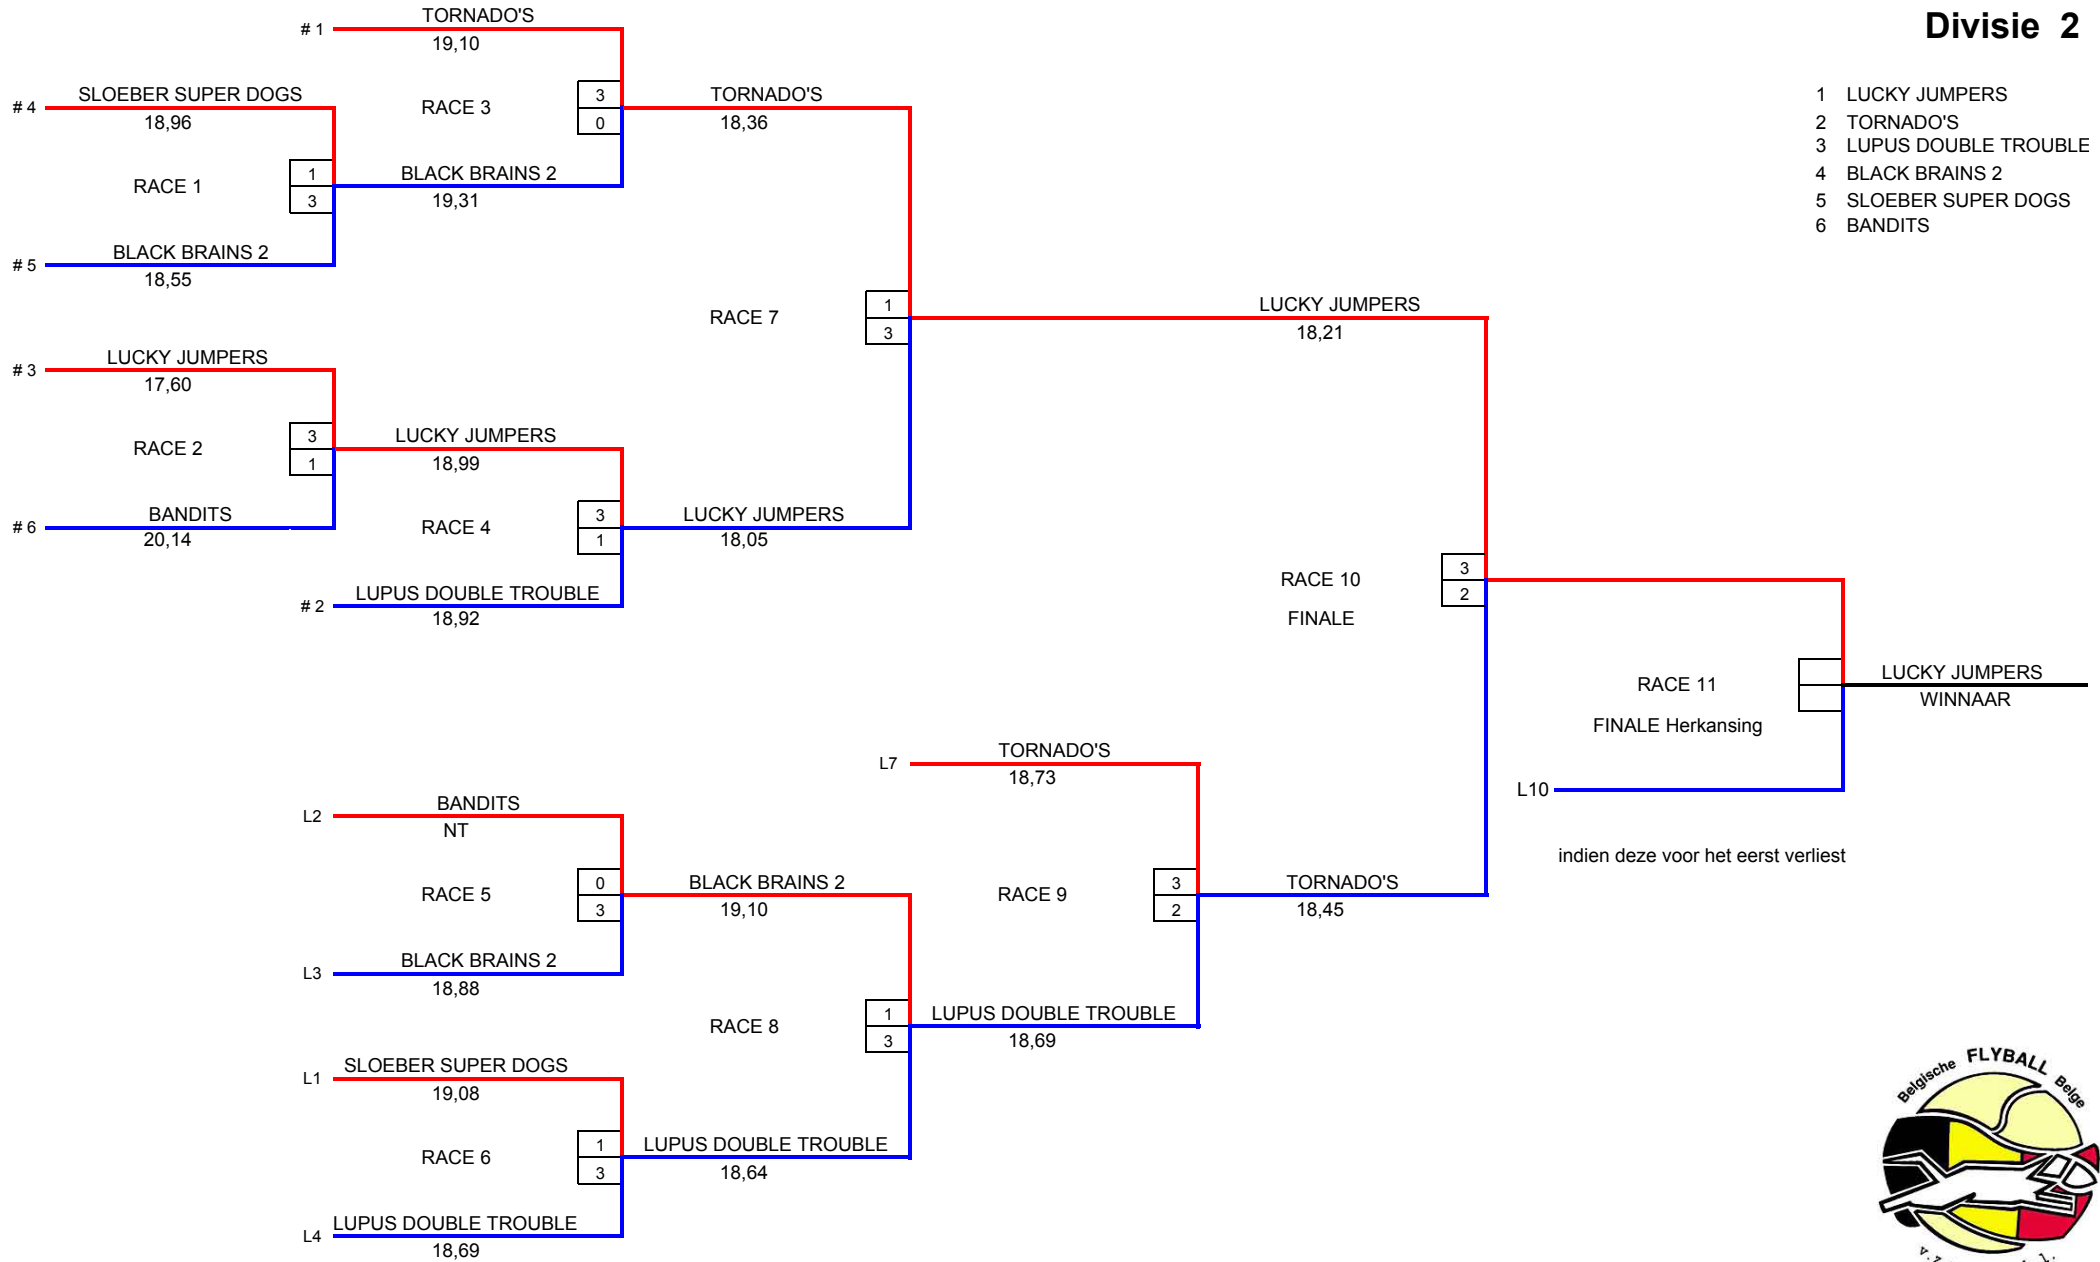 Divisie 2
1 LUCKY JUMPERS
2 TORNADO'S
3 LUPUS DOUBLE TROUBLE
4 BLACK BRAINS 2
5 SLOEBER SUPER DOGS
6 BANDITS
# 1 TORNADO'S
19,10
# 4 SLOEBER SUPER DOGS
18,96
RACE 1
1
3
# 5 BLACK BRAINS 2
18,55
RACE 3
3
0
BLACK BRAINS 2
19,31
TORNADO'S
18,36
# 3 LUCKY JUMPERS
17,60
RACE 2
3
1
# 6 BANDITS
20,14
LUCKY JUMPERS
18,99
RACE 4
3
1
# 2 LUPUS DOUBLE TROUBLE
18,92
LUCKY JUMPERS
18,05
RACE 7
1
3
LUCKY JUMPERS
18,21
RACE 10
FINALE
3
2
RACE 11
FINALE Herkansing
LUCKY JUMPERS
WINNAAR
L10
indien deze voor het eerst verliest
L7 TORNADO'S
18,73
RACE 9
3
2
TORNADO'S
18,45
L2 BANDITS
NT
RACE 5
0
3
L3 BLACK BRAINS 2
18,88
BLACK BRAINS 2
19,10
RACE 8
1
3
LUPUS DOUBLE TROUBLE
18,69
L1 SLOEBER SUPER DOGS
19,08
RACE 6
1
3
L4 LUPUS DOUBLE TROUBLE
18,69
LUPUS DOUBLE TROUBLE
18,64
Belgische FLYBALL Belge